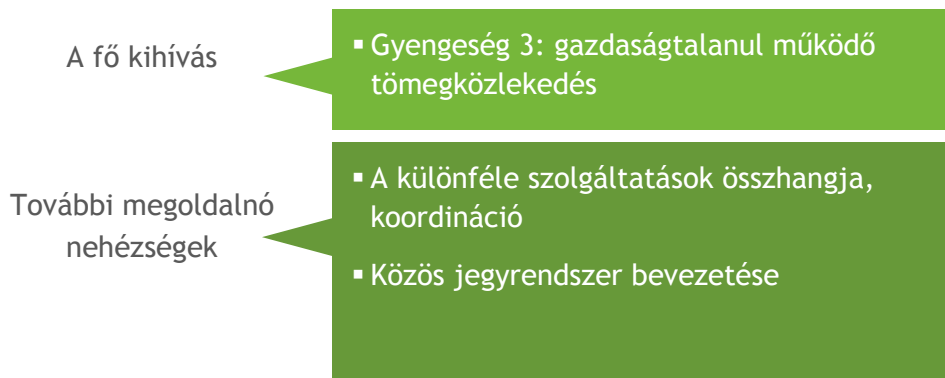 A fő kihívás
▪ Gyengeség 3: gazdaságtalanul működő
tömegközlekedés
További megoldalnó
nehézségek
▪ A különféle szolgáltatások összhangja,
koordináció
▪ Közös jegyrendszer bevezetése